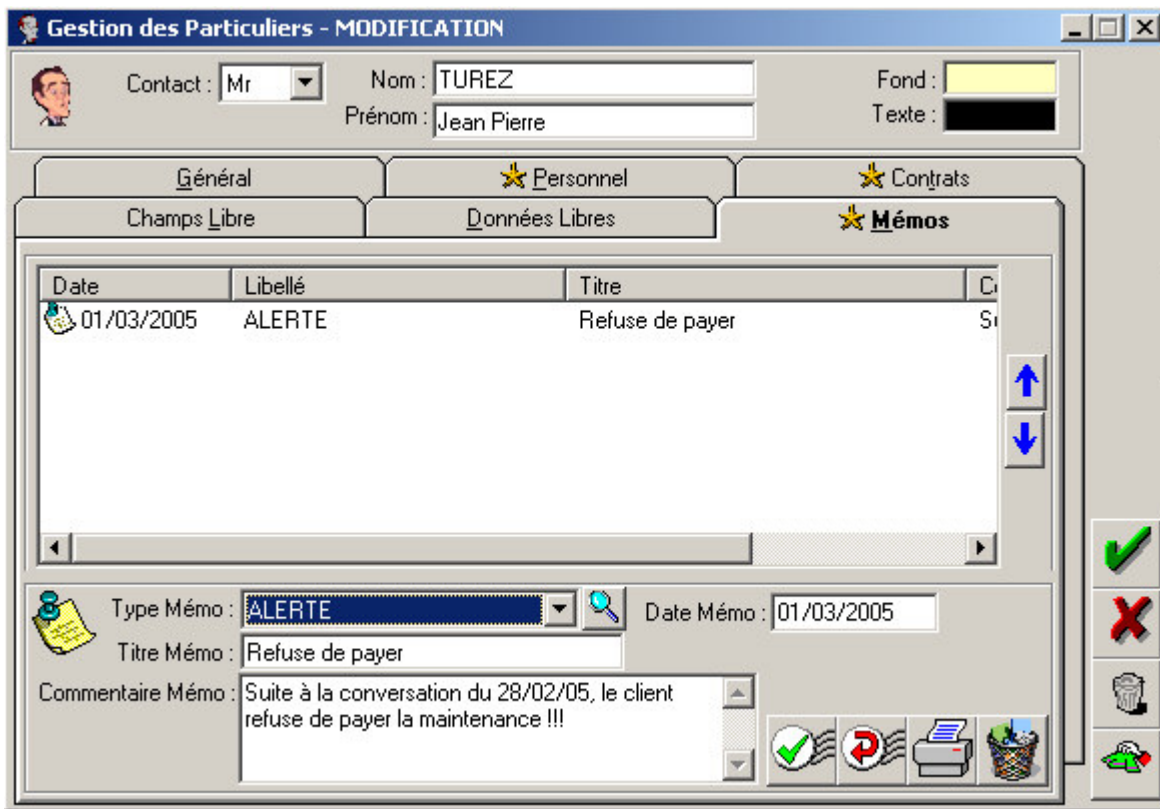 Gestion des Particuliers - MODIFICATION
Contact : Mr Nom : TUREZ Fond :
Prénom : Jean Pierre Texte :
Général Personnel Contrats
Champs Libre Données Libres Mémos
Date Libellé Titre
01/03/2005 ALERTE Refuse de payer
Type Mémo : ALERTE Date Mémo : 01/03/2005
Titre Mémo : Refuse de payer
Commentaire Mémo : Suite à la conversation du 28/02/05, le client
refuse de payer la maintenance !!!